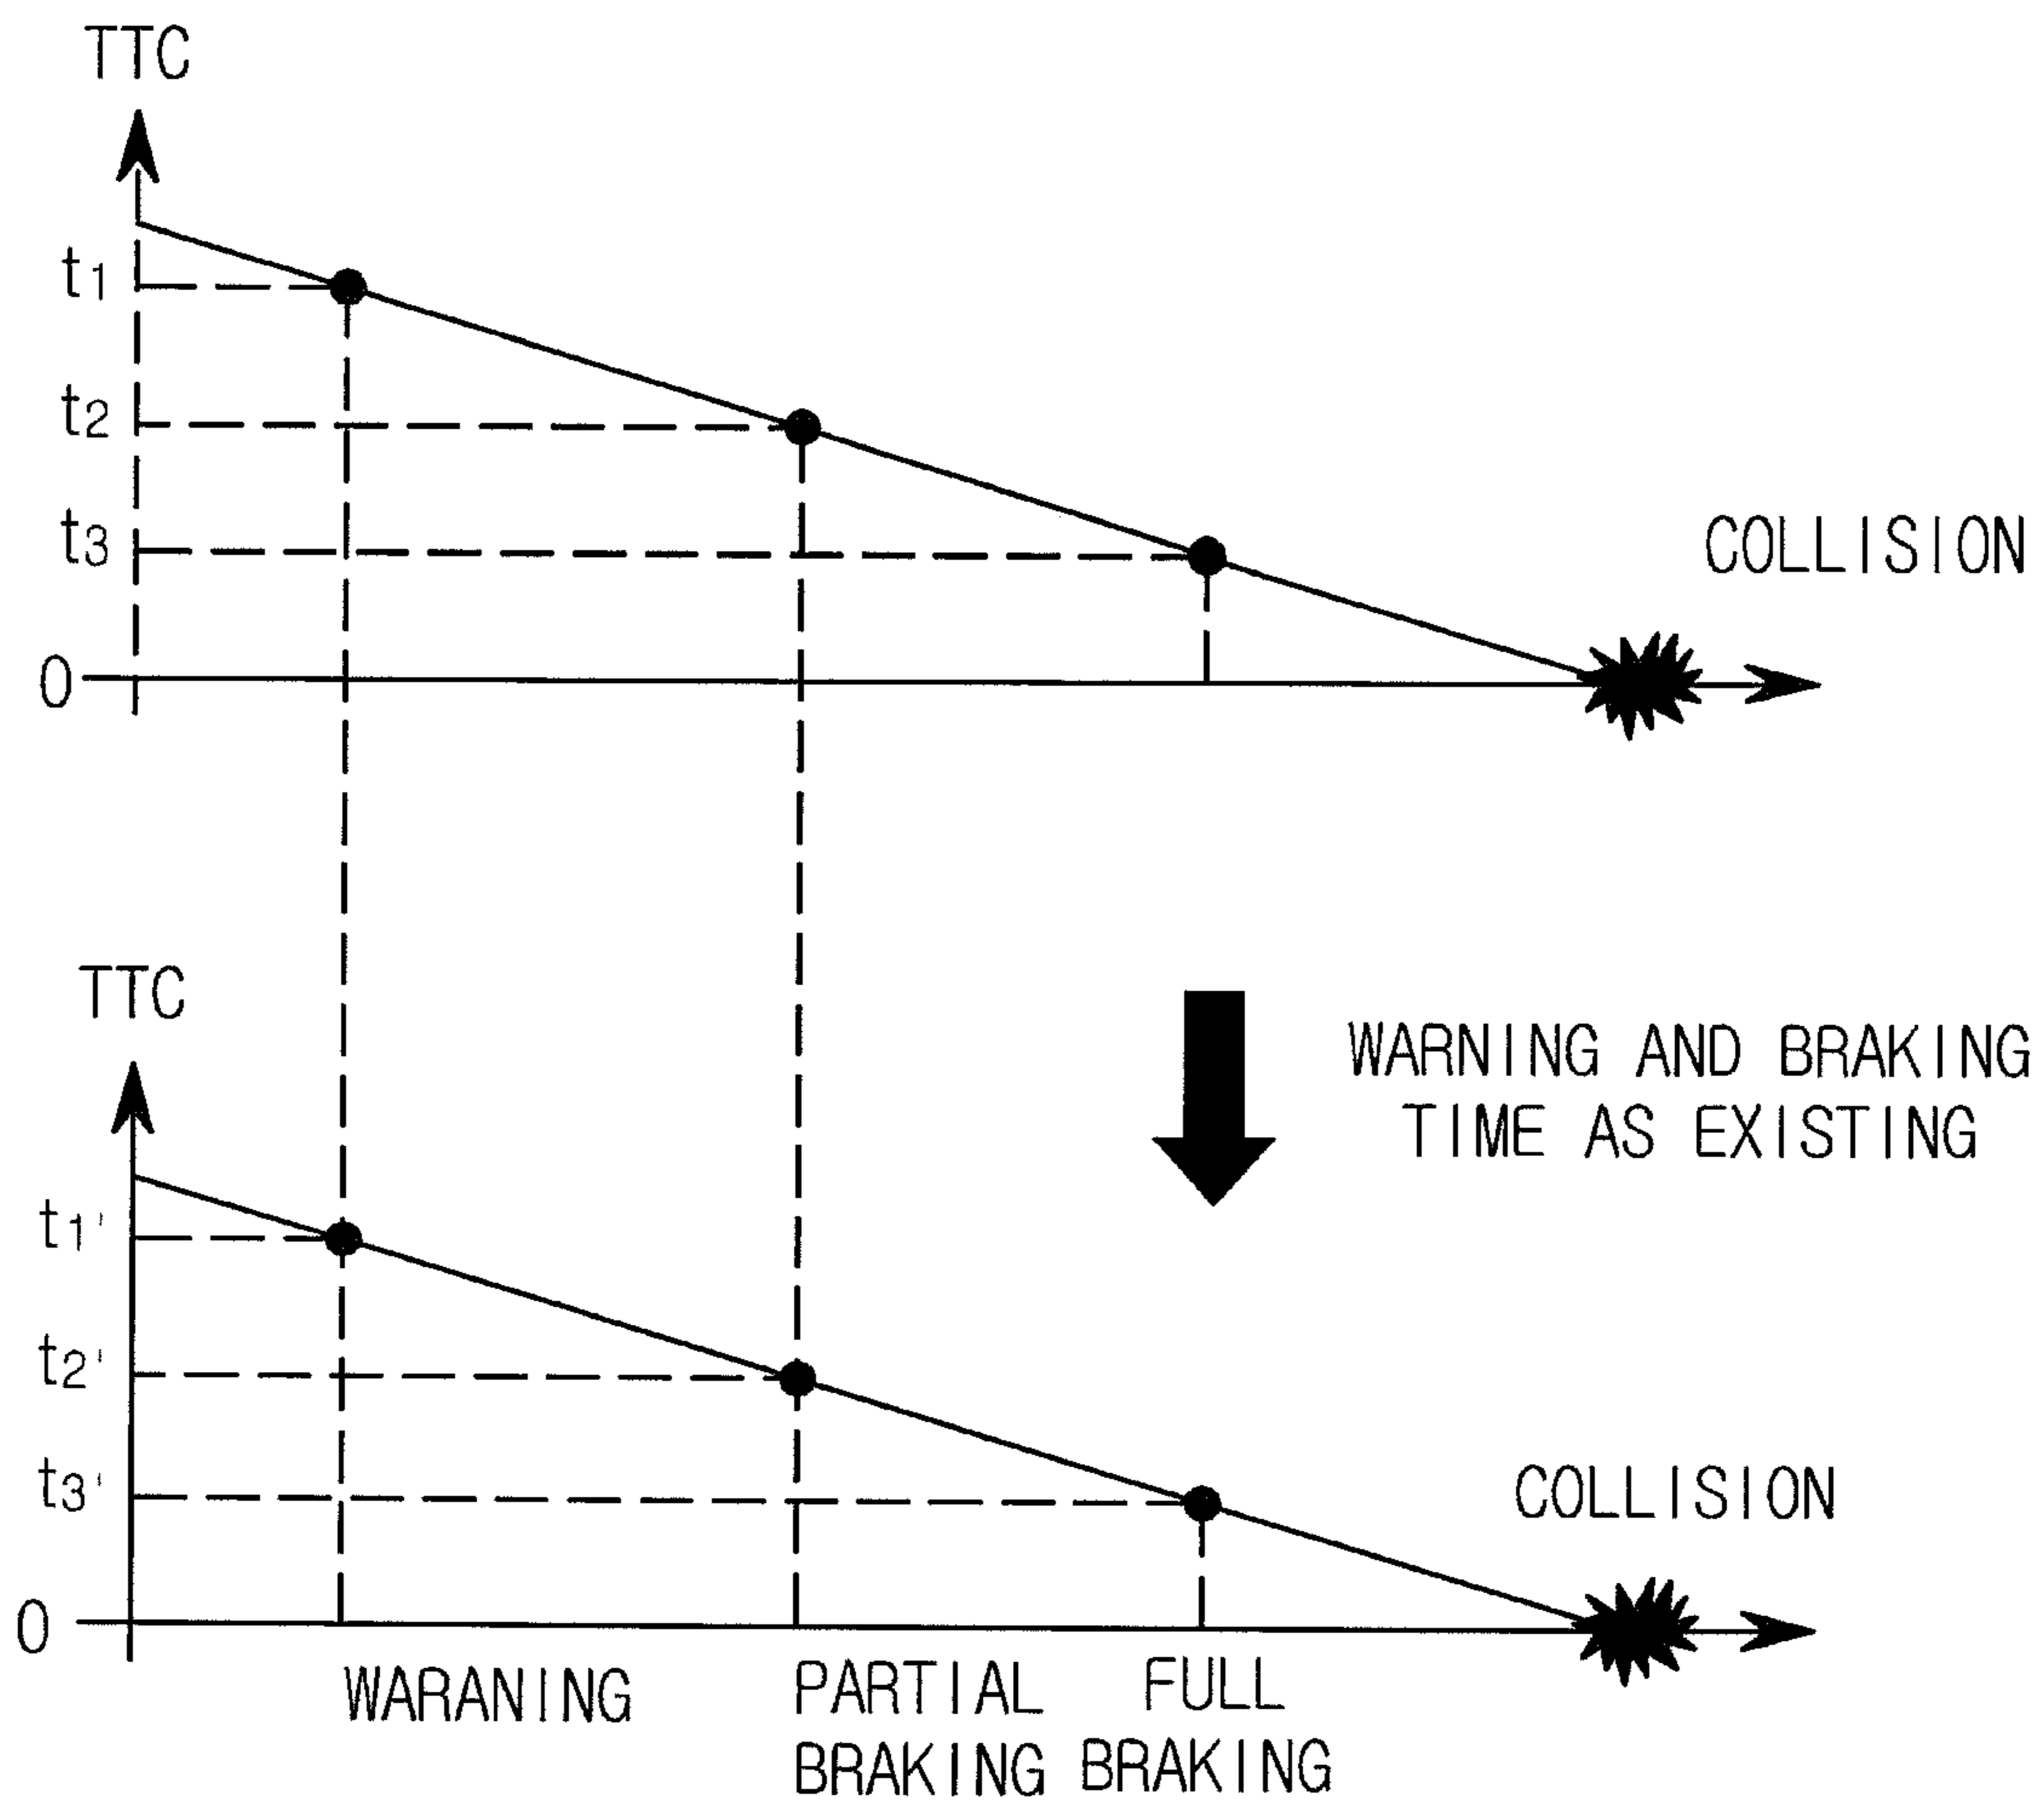 TTC
t1
t2
t3
COLLISION
0
TTC
WARNING AND BRAKING
TIME AS EXISTING
t1'
t2'
t3'
COLLISION
0
WARANING
PARTIAL
BRAKING
FULL
BRAKING